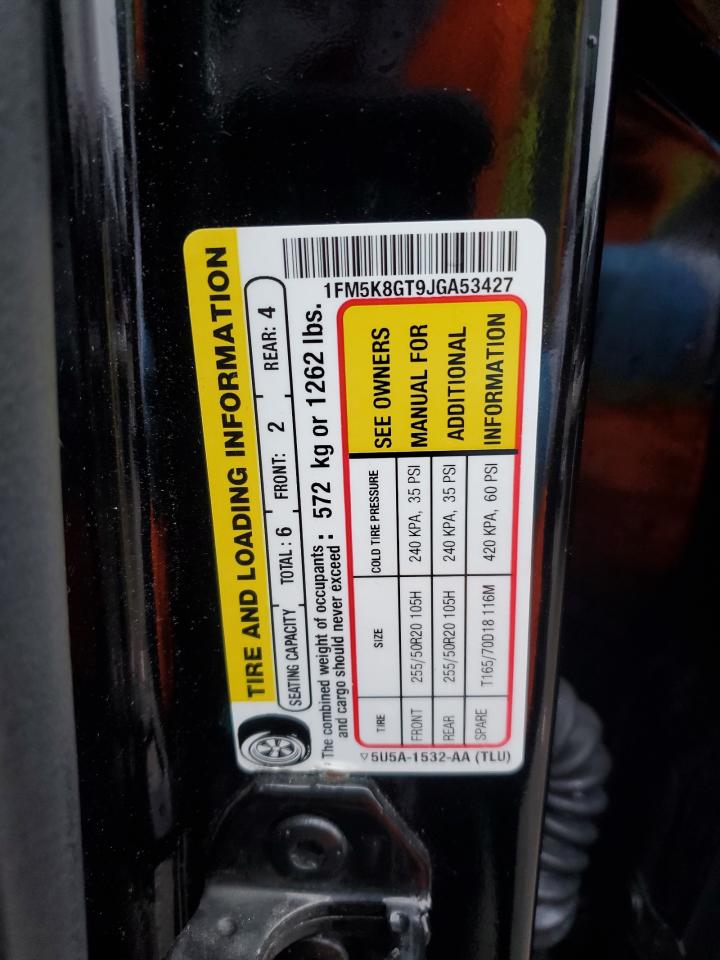 TIRE AND LOADING INFORMATION
SEATING CAPACITY TOTAL : 6 FRONT: 2 REAR: 4
The combined weight of occupants : 572 kg or 1262 lbs.
and cargo should never exceed :
TIRE SIZE COLD TIRE PRESSURE
FRONT 255/50R20 105H 240 KPA, 35 PSI
REAR 255/50R20 105H 240 KPA, 35 PSI
SPARE T165/70D18 116M 420 KPA, 60 PSI
SEE OWNERS
MANUAL FOR
ADDITIONAL
INFORMATION
5U5A-1532-AA (TLU)
1FM5K8GT9JGA53427